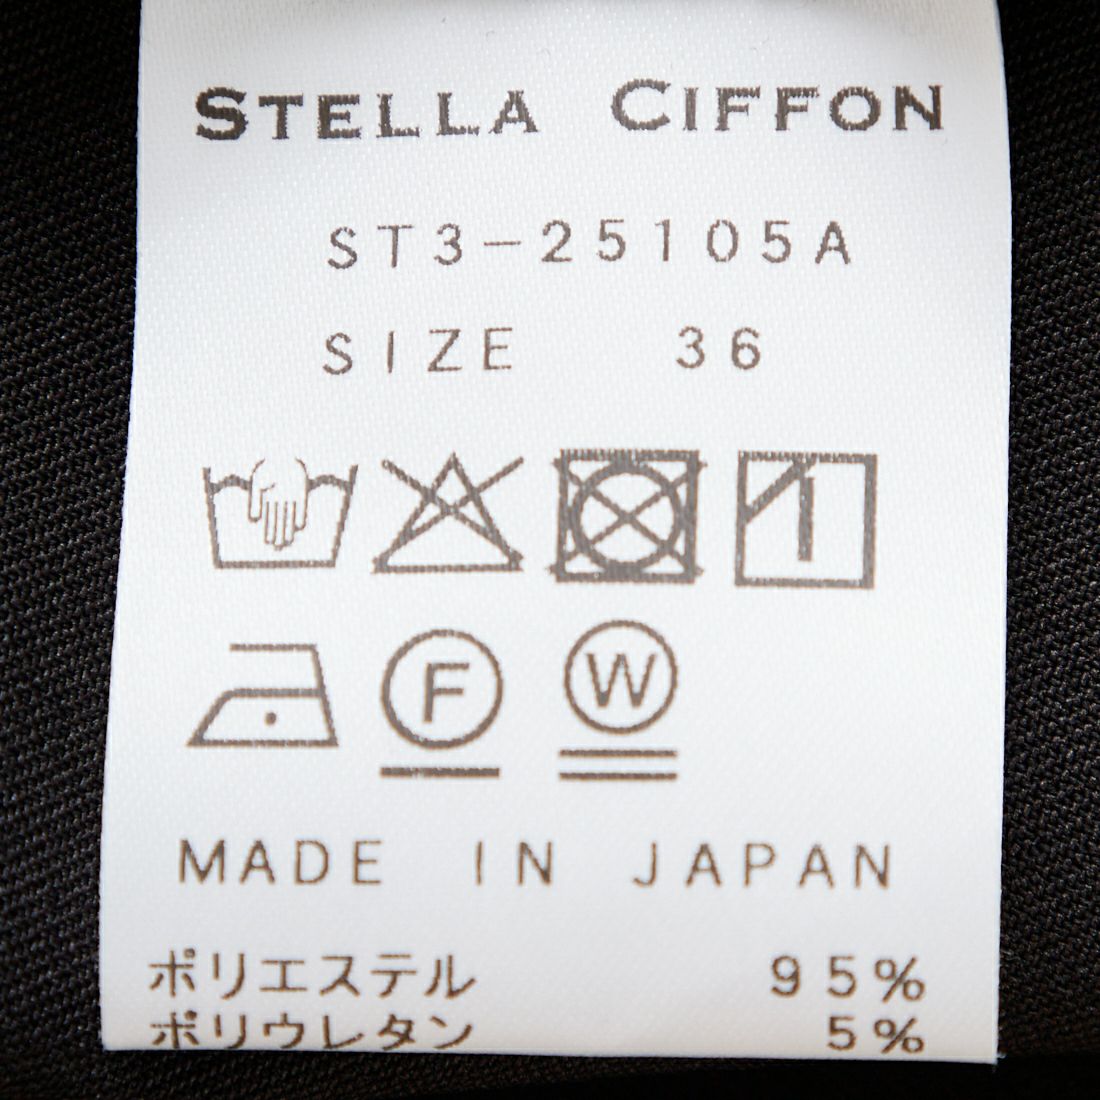 STELLA CIFFON
ST3-25105A
SIZE 36
F W
MADE IN JAPAN
ポリエステル 95%
ポリウレタン 5%